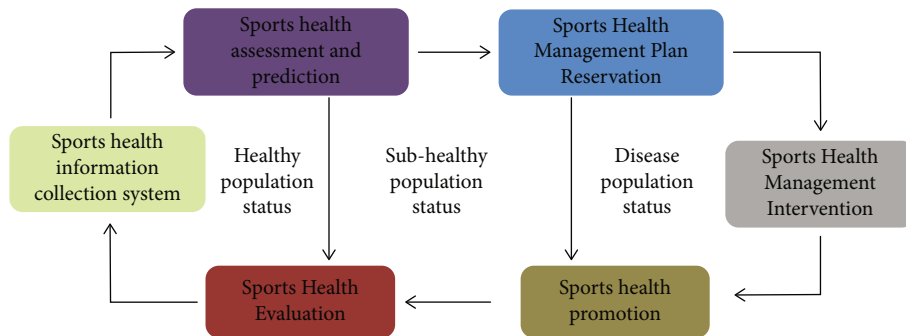 Sports health
assessment and
prediction
Sports Health
Management Plan
Reservation
Sports health
information
collection system
Healthy
population
status
Sub-healthy
population
status
Disease
population
status
Sports Health
Management
Intervention
Sports Health
Evaluation
Sports health
promotion